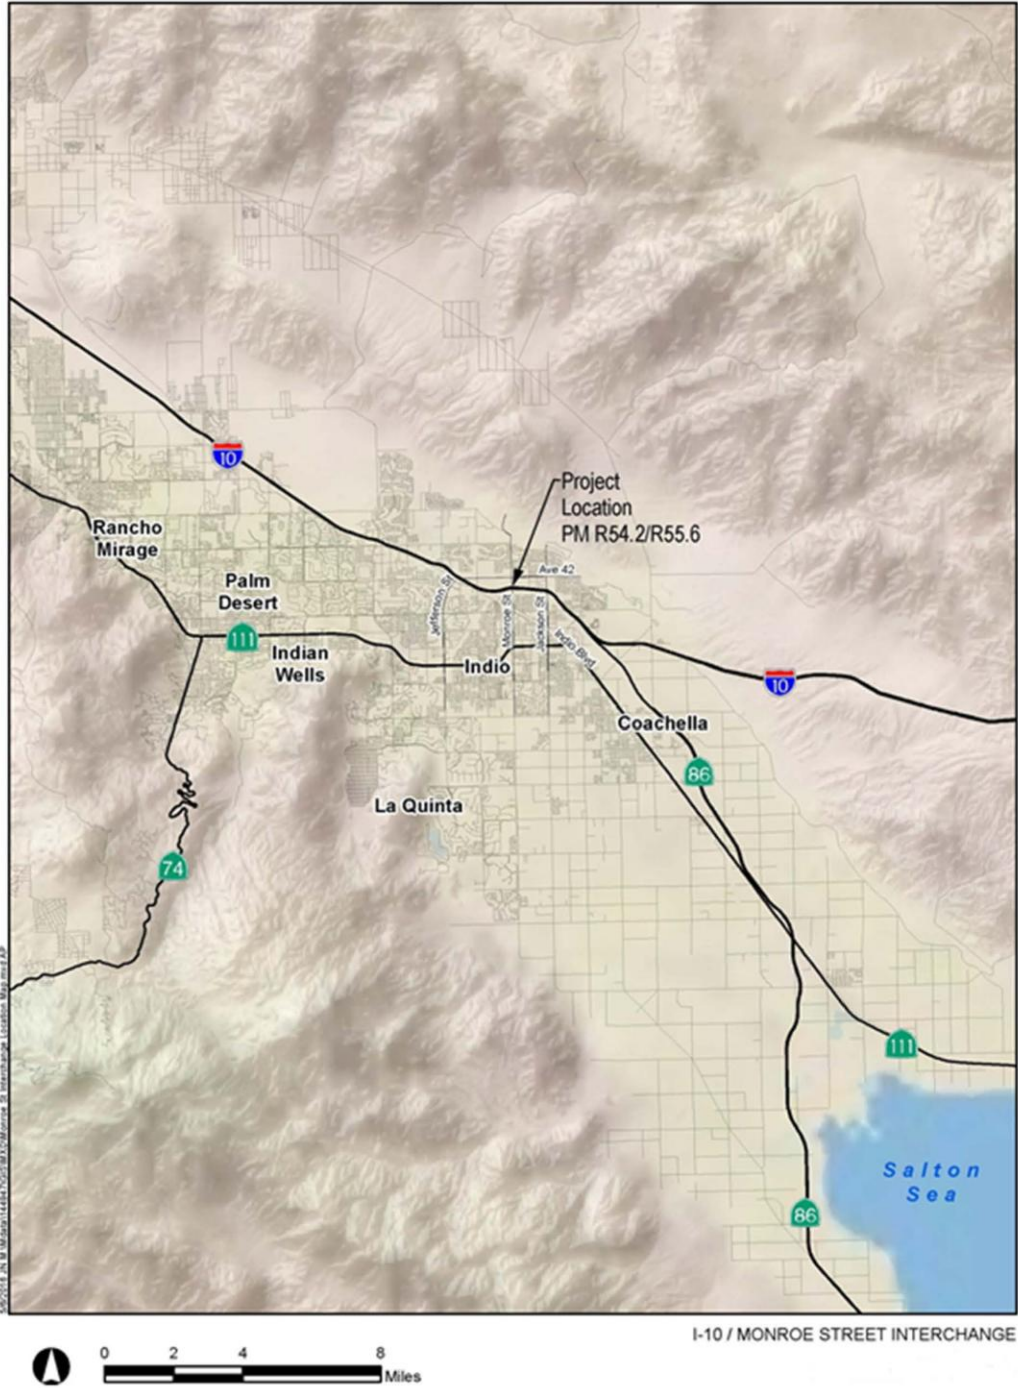 10
Project
Location
PM R54.2/R55.6
Rancho
Mirage
Ave 42
Palm
Desert
Jefferson St
Monroe St
Jackson St
Indio Blvd
111
Indian
Wells
Indio
10
Coachella
86
La Quinta
74
111
Salton
Sea
86
I-10 / MONROE STREET INTERCHANGE
0 2 4 8
Miles